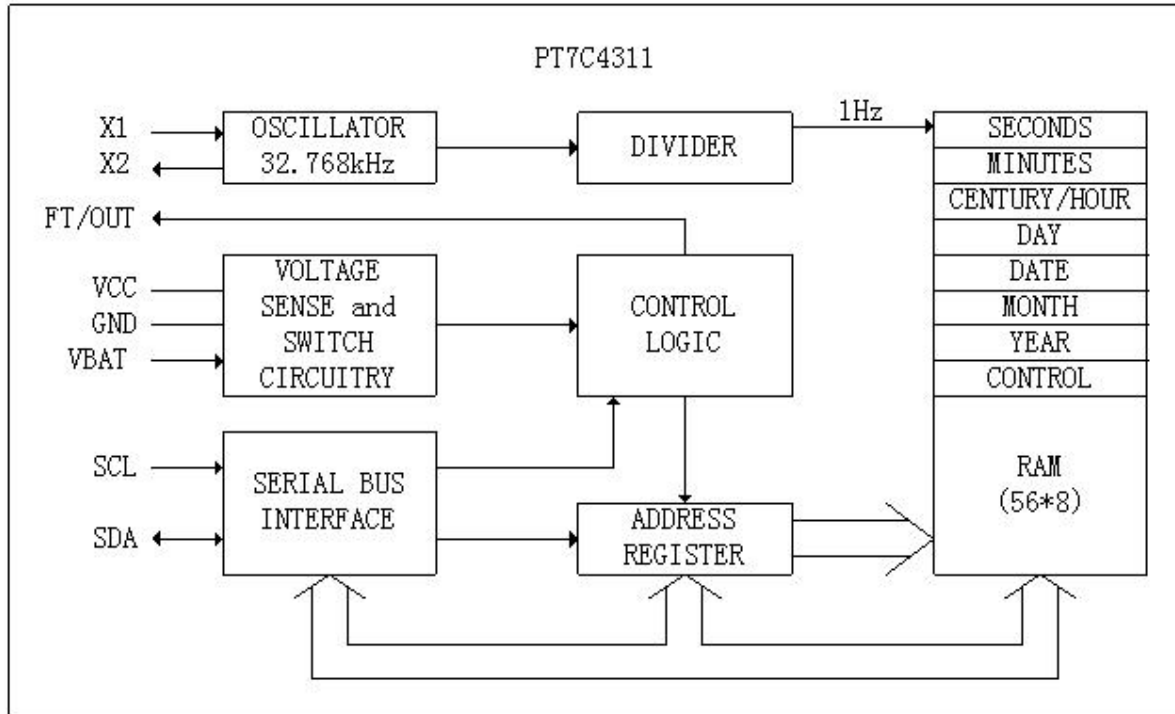 PT7C4311
X1
X2
OSCILLATOR
32.768kHz
DIVIDER
1Hz
SECONDS
MINUTES
CENTURY/HOUR
DAY
DATE
MONTH
YEAR
CONTROL
RAM
(56*8)
FT/OUT
VCC
GND
VBAT
VOLTAGE
SENSE and
SWITCH
CIRCUITRY
CONTROL
LOGIC
SCL
SDA
SERIAL BUS
INTERFACE
ADDRESS
REGISTER